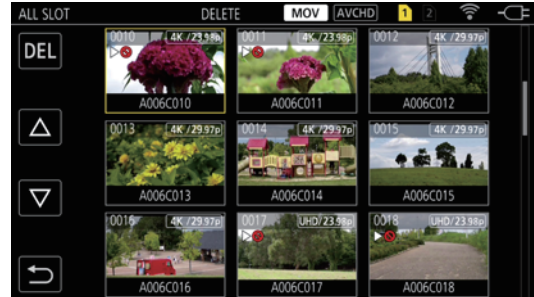 ALL SLOT DELETE MOV AVCHD 1 2
DEL
0010 4K /23.98p 0011 4K /23.98p 0012 4K /29.97p
A006C010 A006C011 A006C012
0013 4K /29.97p 0014 4K /29.97p 0015 4K /29.97p
A006C013 A006C014 A006C015
0016 4K /29.97p 0017 UHD/23.98p 0018 UHD/23.98p
A006C016 A006C017 A006C018